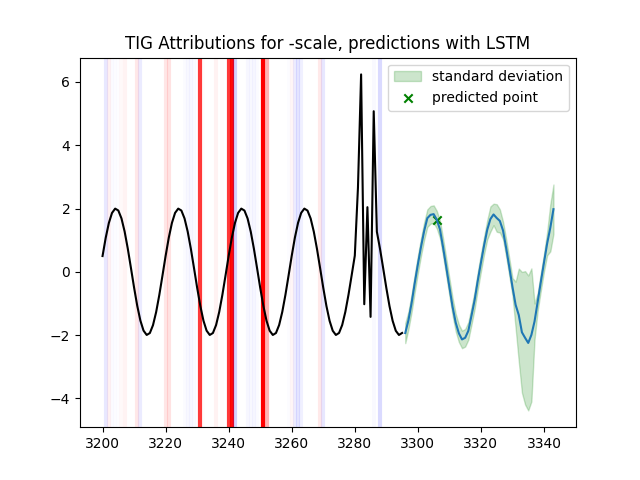 TIG Attributions for -scale, predictions with LSTM
standard deviation
predicted point
6
4
2
0
−2
−4
3200 3220 3240 3260 3280 3300 3320 3340